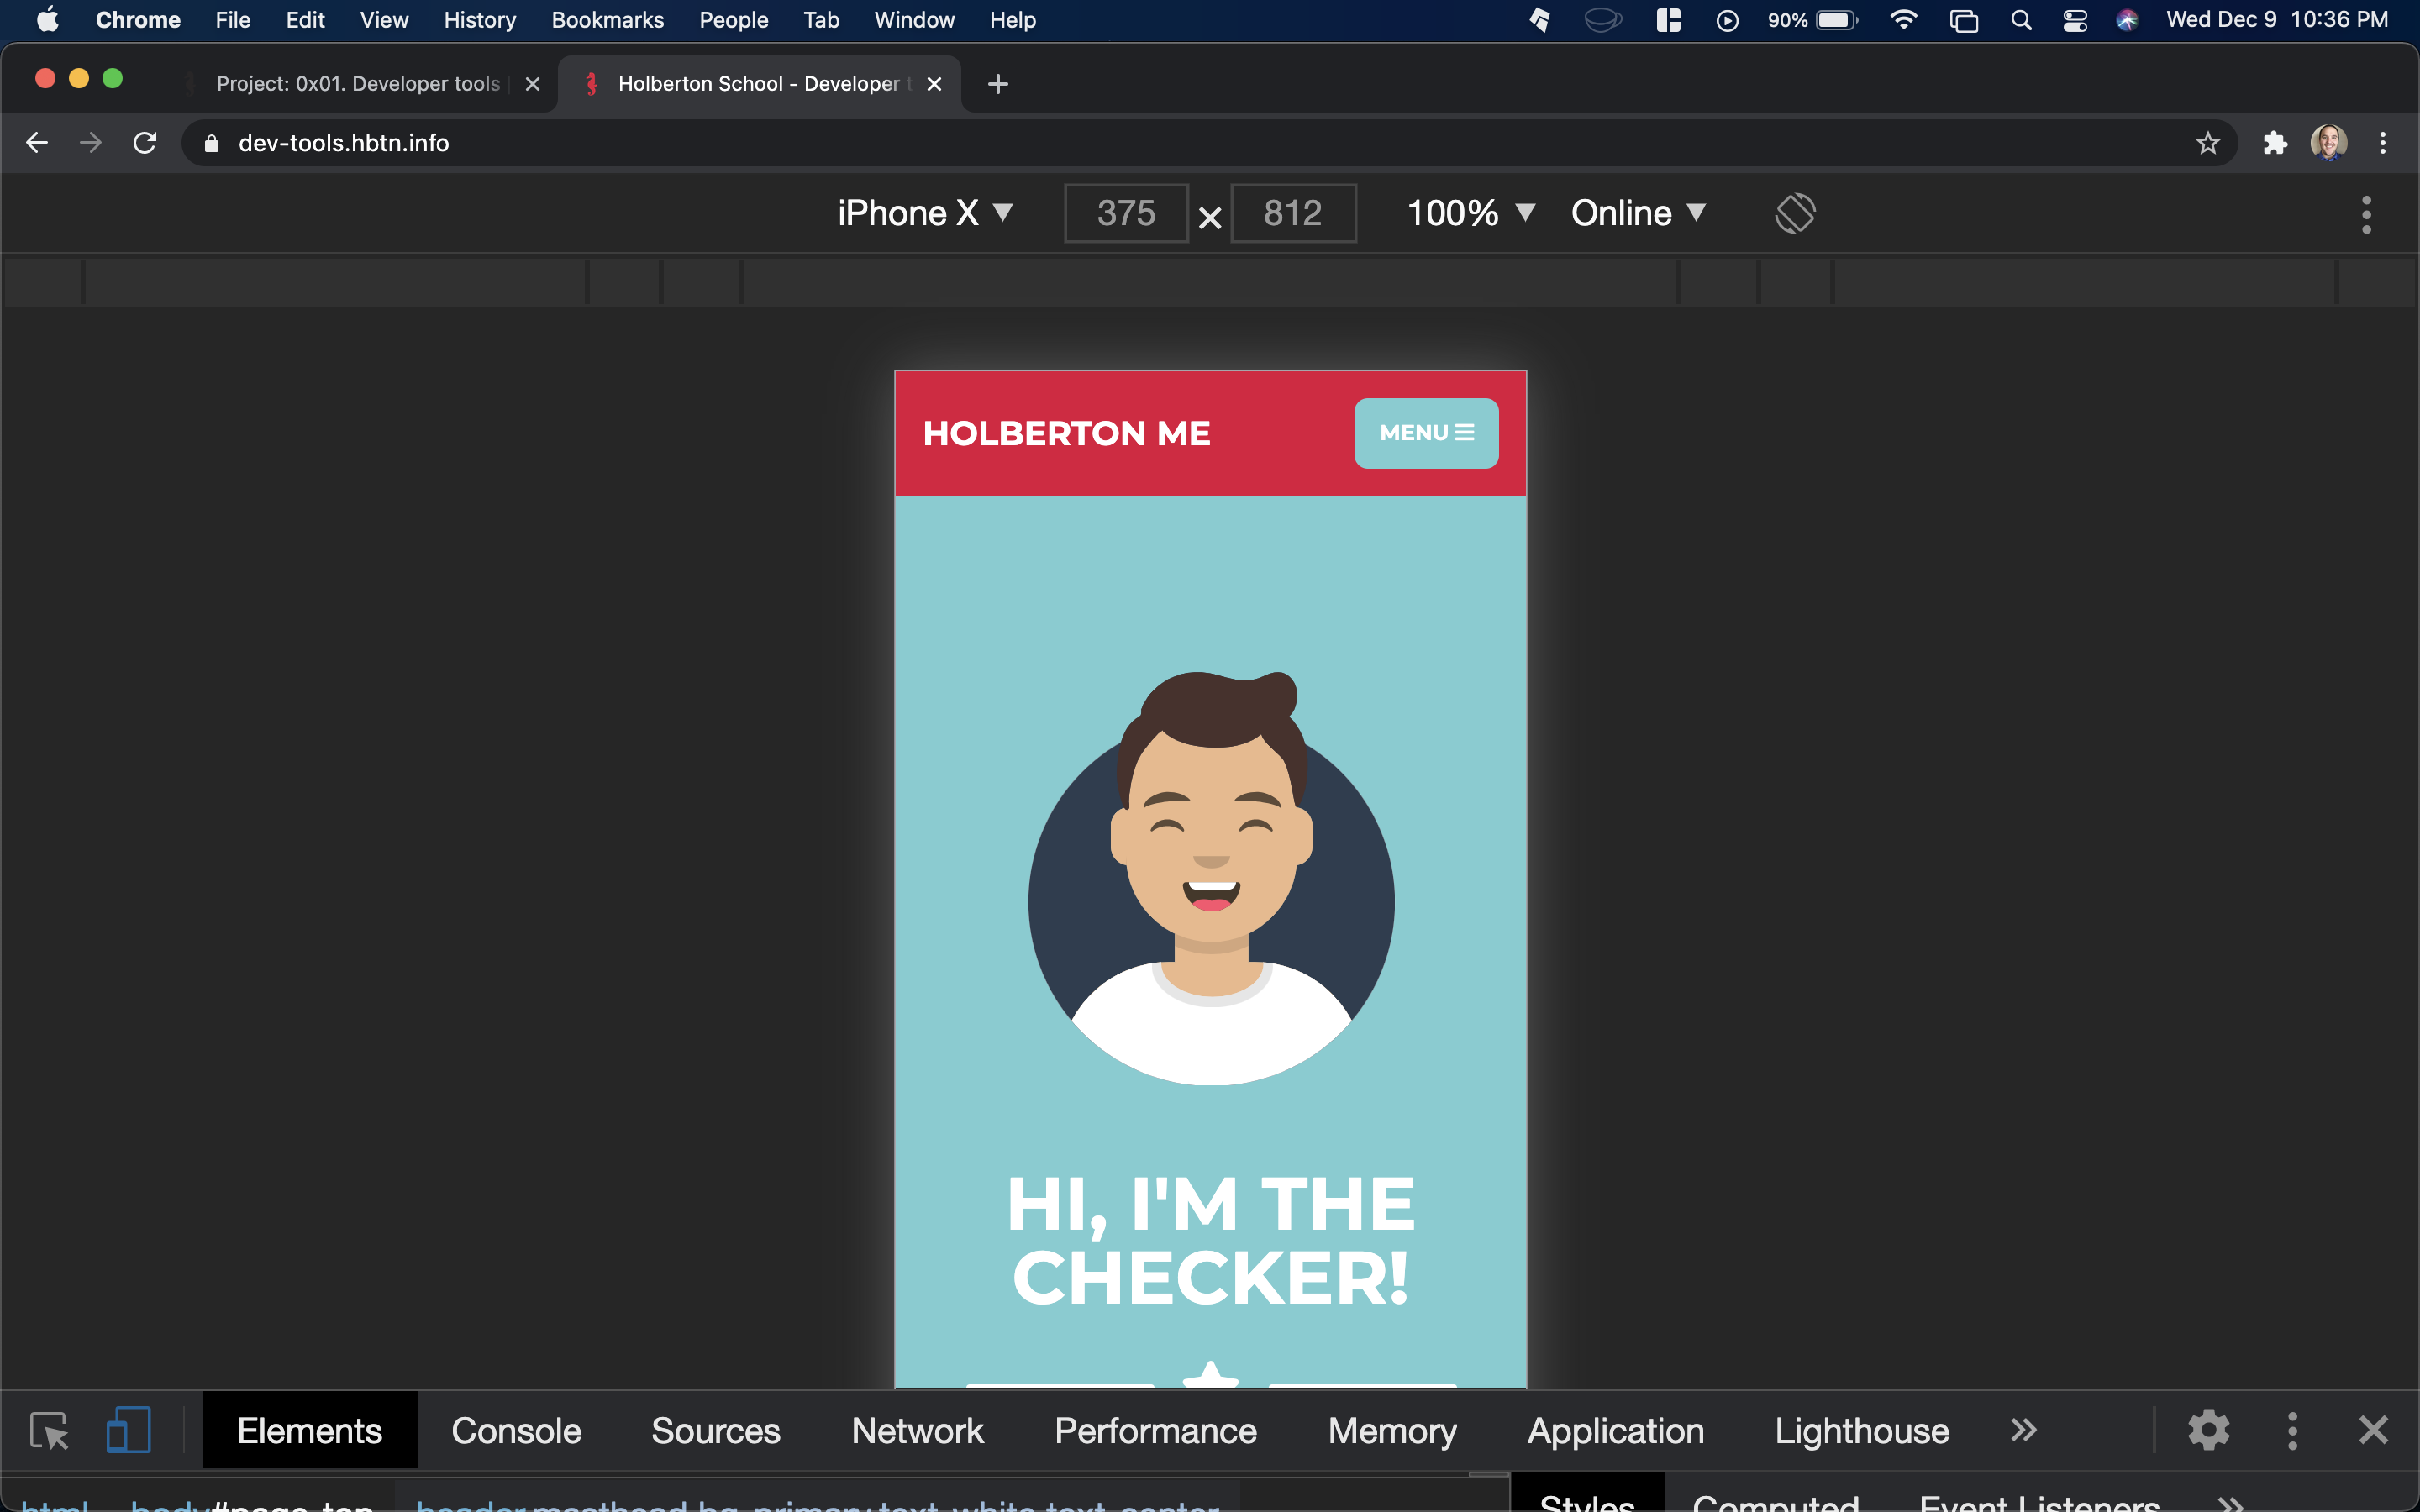 Chrome File Edit View History Bookmarks People Tab Window Help 90% Wed Dec 9 10:36 PM
Project: 0x01. Developer tools Holberton School - Developer t
dev-tools.hbtn.info
iPhone X 375 × 812 100% Online
HOLBERTON ME MENU
HI, I'M THE
CHECKER!
Elements Console Sources Network Performance Memory Application Lighthouse
html body#page-top header.masthead.bg-primary.text-white.text-center Styles Computed Event Listeners